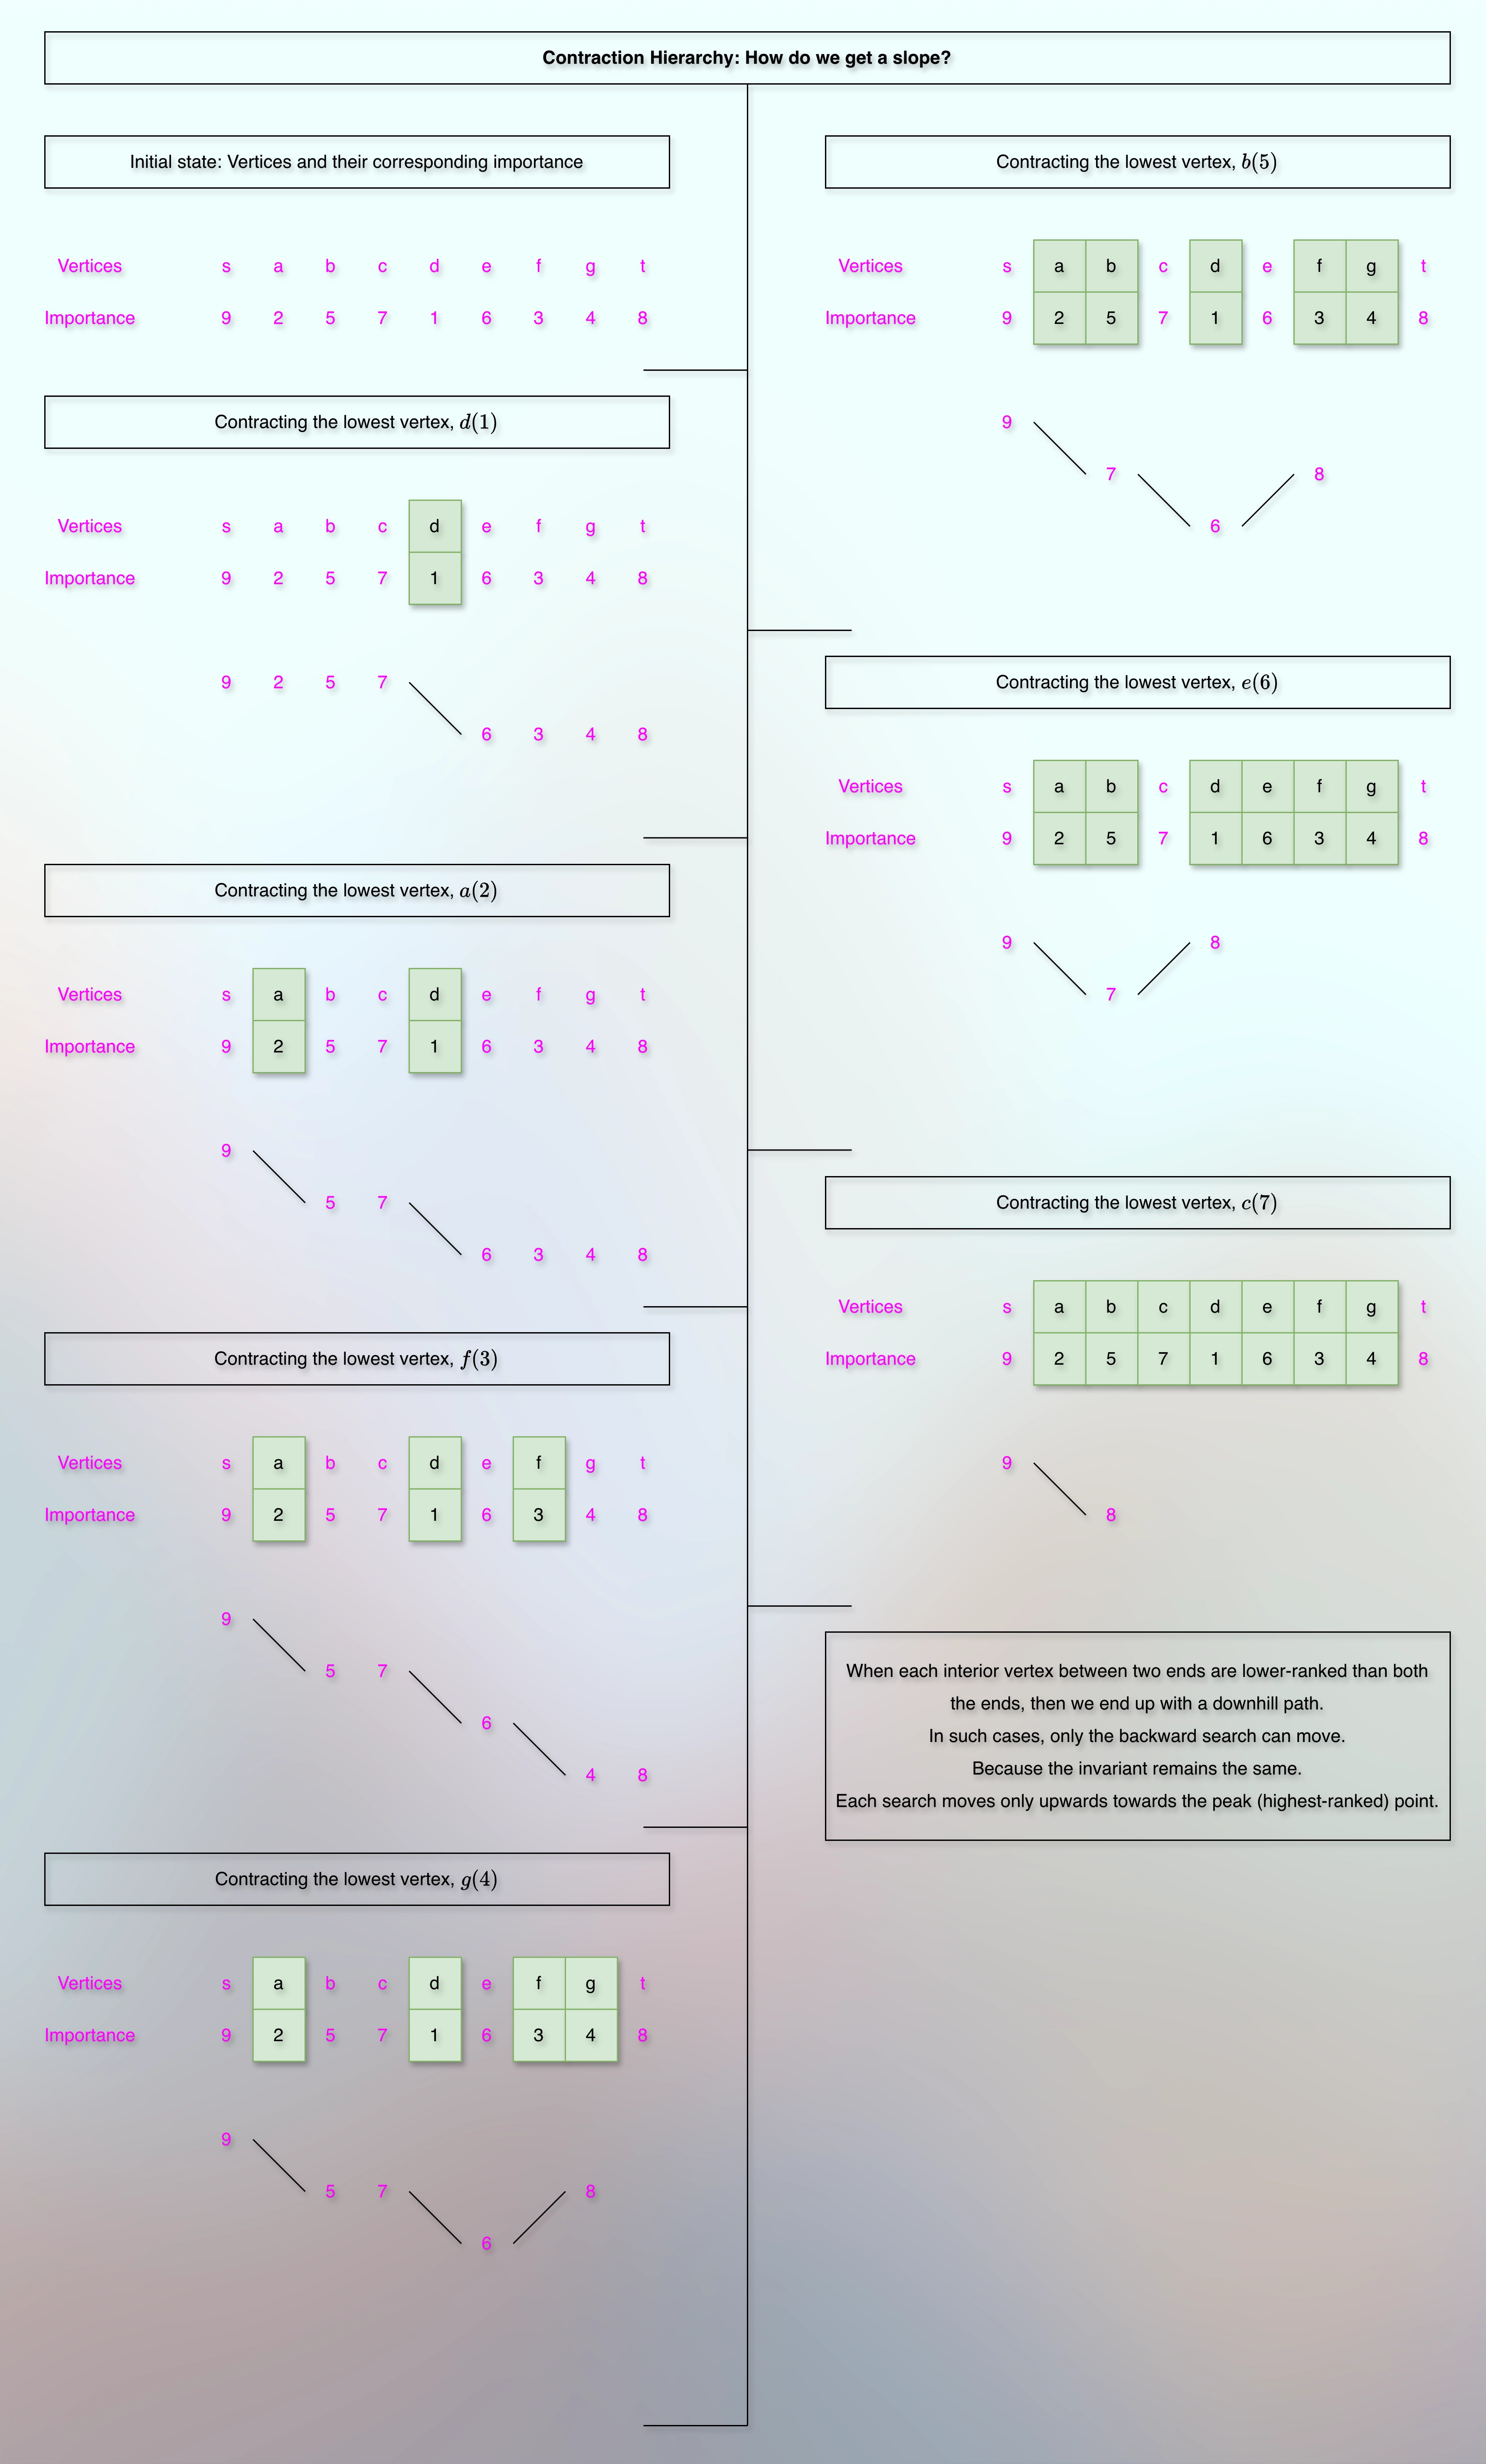 Contraction Hierarchy: How do we get a slope?
Initial state: Vertices and their corresponding importance
Vertices s a b c d e f g t
Importance 9 2 5 7 1 6 3 4 8
Contracting the lowest vertex, d(1)
Vertices s a b c d e f g t
Importance 9 2 5 7 1 6 3 4 8
9 2 5 7
6 3 4 8
Contracting the lowest vertex, a(2)
Vertices s a b c d e f g t
Importance 9 2 5 7 1 6 3 4 8
9
5 7
6 3 4 8
Contracting the lowest vertex, f(3)
Vertices s a b c d e f g t
Importance 9 2 5 7 1 6 3 4 8
9
5 7
6
4 8
Contracting the lowest vertex, g(4)
Vertices s a b c d e f g t
Importance 9 2 5 7 1 6 3 4 8
9
5 7 8
6
Contracting the lowest vertex, b(5)
Vertices s a b c d e f g t
Importance 9 2 5 7 1 6 3 4 8
9
7 8
6
Contracting the lowest vertex, e(6)
Vertices s a b c d e f g t
Importance 9 2 5 7 1 6 3 4 8
9 8
7
Contracting the lowest vertex, c(7)
Vertices s a b c d e f g t
Importance 9 2 5 7 1 6 3 4 8
9
8
When each interior vertex between two ends are lower-ranked than both
the ends, then we end up with a downhill path.
In such cases, only the backward search can move.
Because the invariant remains the same.
Each search moves only upwards towards the peak (highest-ranked) point.